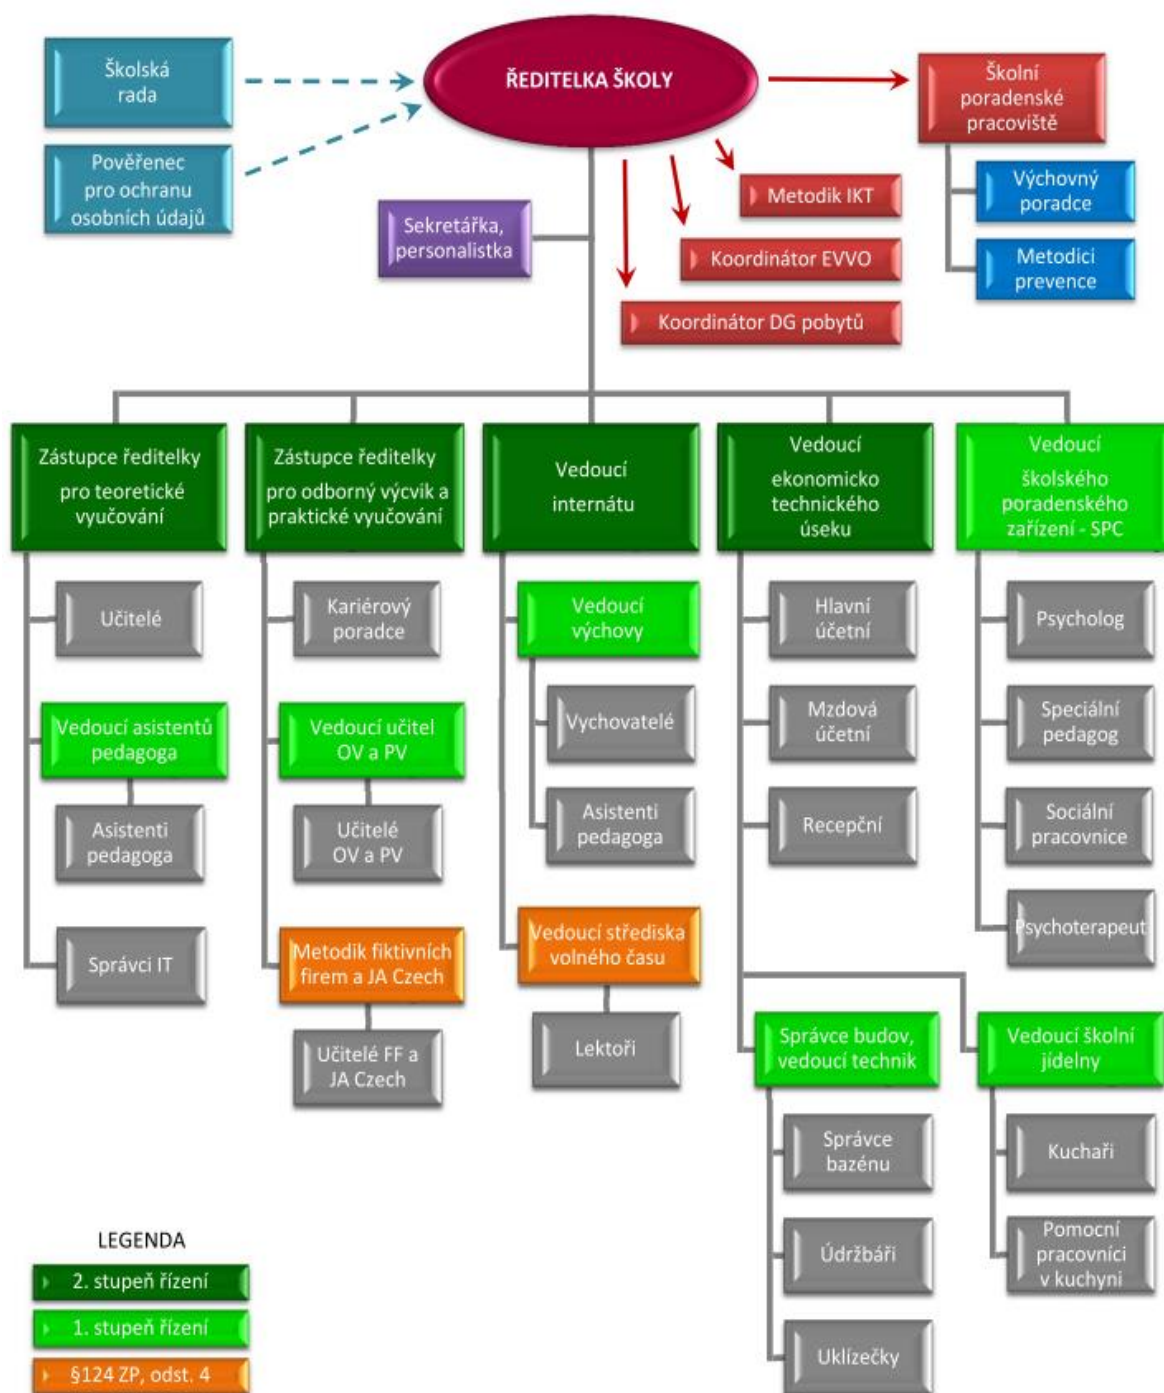 Školská
rada
ŘEDITELKA ŠKOLY
Školní
poradenské
pracoviště
Pověřenec
pro ochranu
osobních údajů
Výchovný
poradce
Metodik IKT
Sekretářka,
personalistka
Koordinátor EVVO
Metodici
prevence
Koordinátor DG pobytů
Zástupce ředitelky
pro teoretické
vyučování
Zástupce ředitelky
pro odborný výcvik a
praktické vyučování
Vedoucí
internátu
Vedoucí
ekonomicko
technického
úseku
Vedoucí
školského
poradenského
zařízení - SPC
Učitelé
Kariérový
poradce
Vedoucí
výchovy
Hlavní
účetní
Psycholog
Vedoucí asistentů
pedagoga
Vedoucí učitel
OV a PV
Vychovatelé
Mzdová
účetní
Speciální
pedagog
Asistenti
pedagoga
Učitelé
OV a PV
Asistenti
pedagoga
Recepční
Sociální
pracovnice
Správci IT
Metodik fiktivních
firem a JA Czech
Vedoucí střediska
volného času
Psychoterapeut
Učitelé FF a
JA Czech
Lektoři
Správce budov,
vedoucí technik
Vedoucí školní
jídelny
Správce
bazénu
Kuchaři
Údržbáři
Pomocní
pracovníci
v kuchyni
Uklízečky
LEGENDA
2. stupeň řízení
1. stupeň řízení
§124 ZP, odst. 4